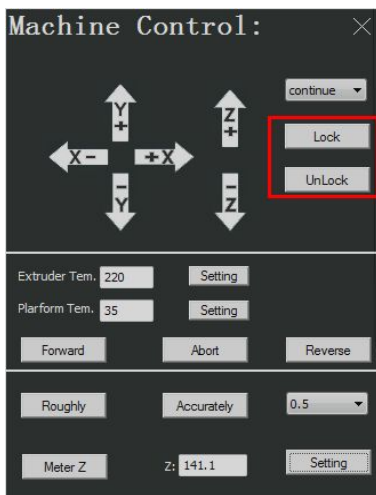 Machine Control:
continue
Y+
Z+
Lock
X- +X
UnLock
-Y
-Z
Extruder Tem. 220 Setting
Plarform Tem. 35 Setting
Forward Abort Reverse
Roughly Accurately 0.5
Meter Z Z: 141.1 Setting